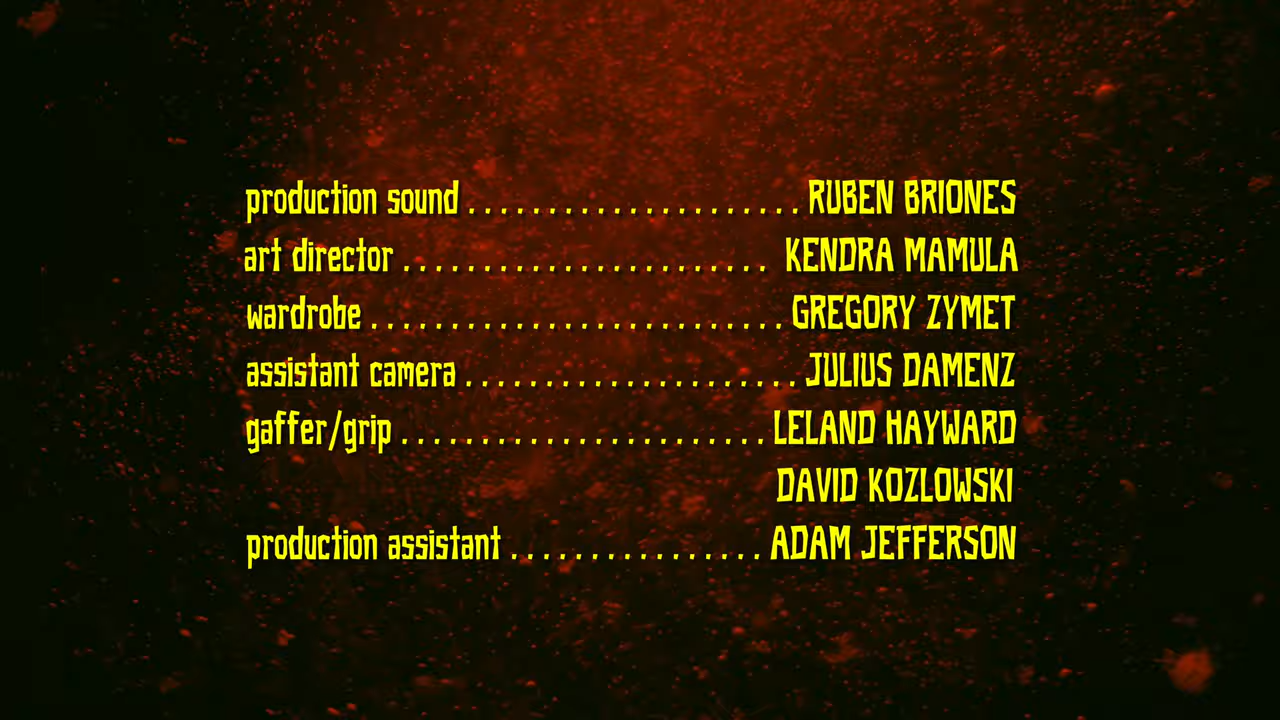 production sound . . . . . . . . . . . . . . . . . . . . . RUBEN BRIONES
art director . . . . . . . . . . . . . . . . . . . . . . . KENDRA MAMULA
wardrobe . . . . . . . . . . . . . . . . . . . . . . . . . . GREGORY ZYMET
assistant camera . . . . . . . . . . . . . . . . . . . . . JULIUS DAMENZ
gaffer/grip . . . . . . . . . . . . . . . . . . . . . . . LELAND HAYWARD
DAVID KOZLOWSKI
production assistant . . . . . . . . . . . . . . . . ADAM JEFFERSON